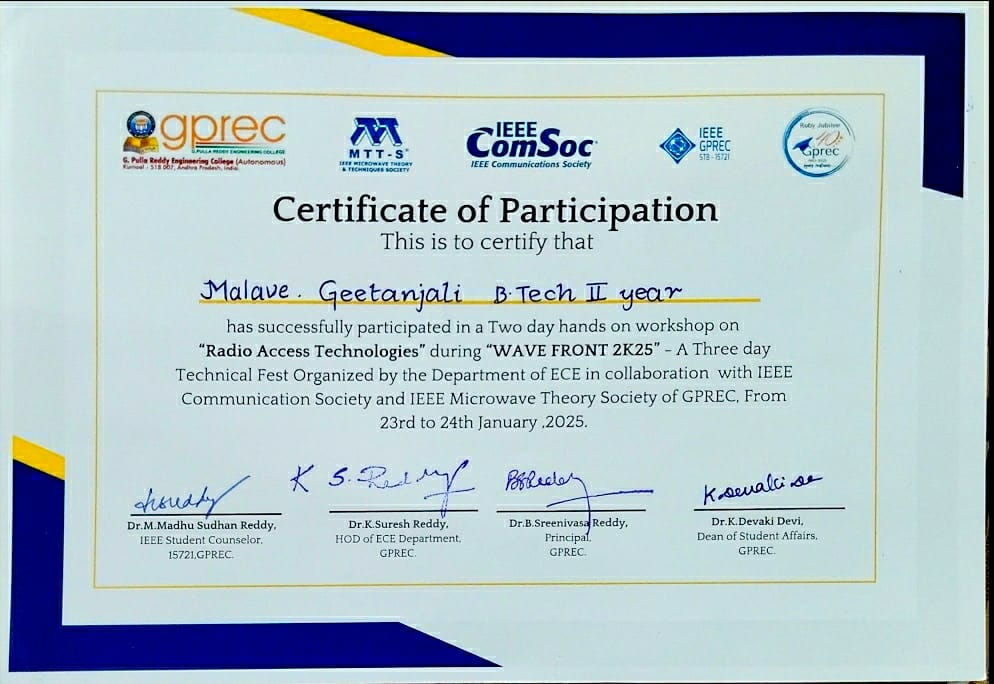 gprec
G.PULLA REDDY ENGINEERING COLLEGE
G. Pulla Reddy Engineering College (Autonomous)
Kurnool - 518 007, Andhra Pradesh, India.
MTT-S
IEEE MICROWAVE THEORY
& TECHNIQUES SOCIETY
IEEE
ComSoc
IEEE Communications Society
IEEE
GPREC
STB - 15721
Ruby Jubilee
40
Gprec
Certificate of Participation
This is to certify that
Malave. Geetanjali B.Tech II year
has successfully participated in a Two day hands on workshop on
“Radio Access Technologies” during “WAVE FRONT 2K25” - A Three day
Technical Fest Organized by the Department of ECE in collaboration with IEEE
Communication Society and IEEE Microwave Theory Society of GPREC, From
23rd to 24th January ,2025.
K S. Reddy
Dr.M.Madhu Sudhan Reddy,
IEEE Student Counselor,
15721,GPREC.
Dr.K.Suresh Reddy,
HOD of ECE Department,
GPREC.
Dr.B.Sreenivasa Reddy,
Principal,
GPREC.
Dr.K.Devaki Devi,
Dean of Student Affairs,
GPREC.